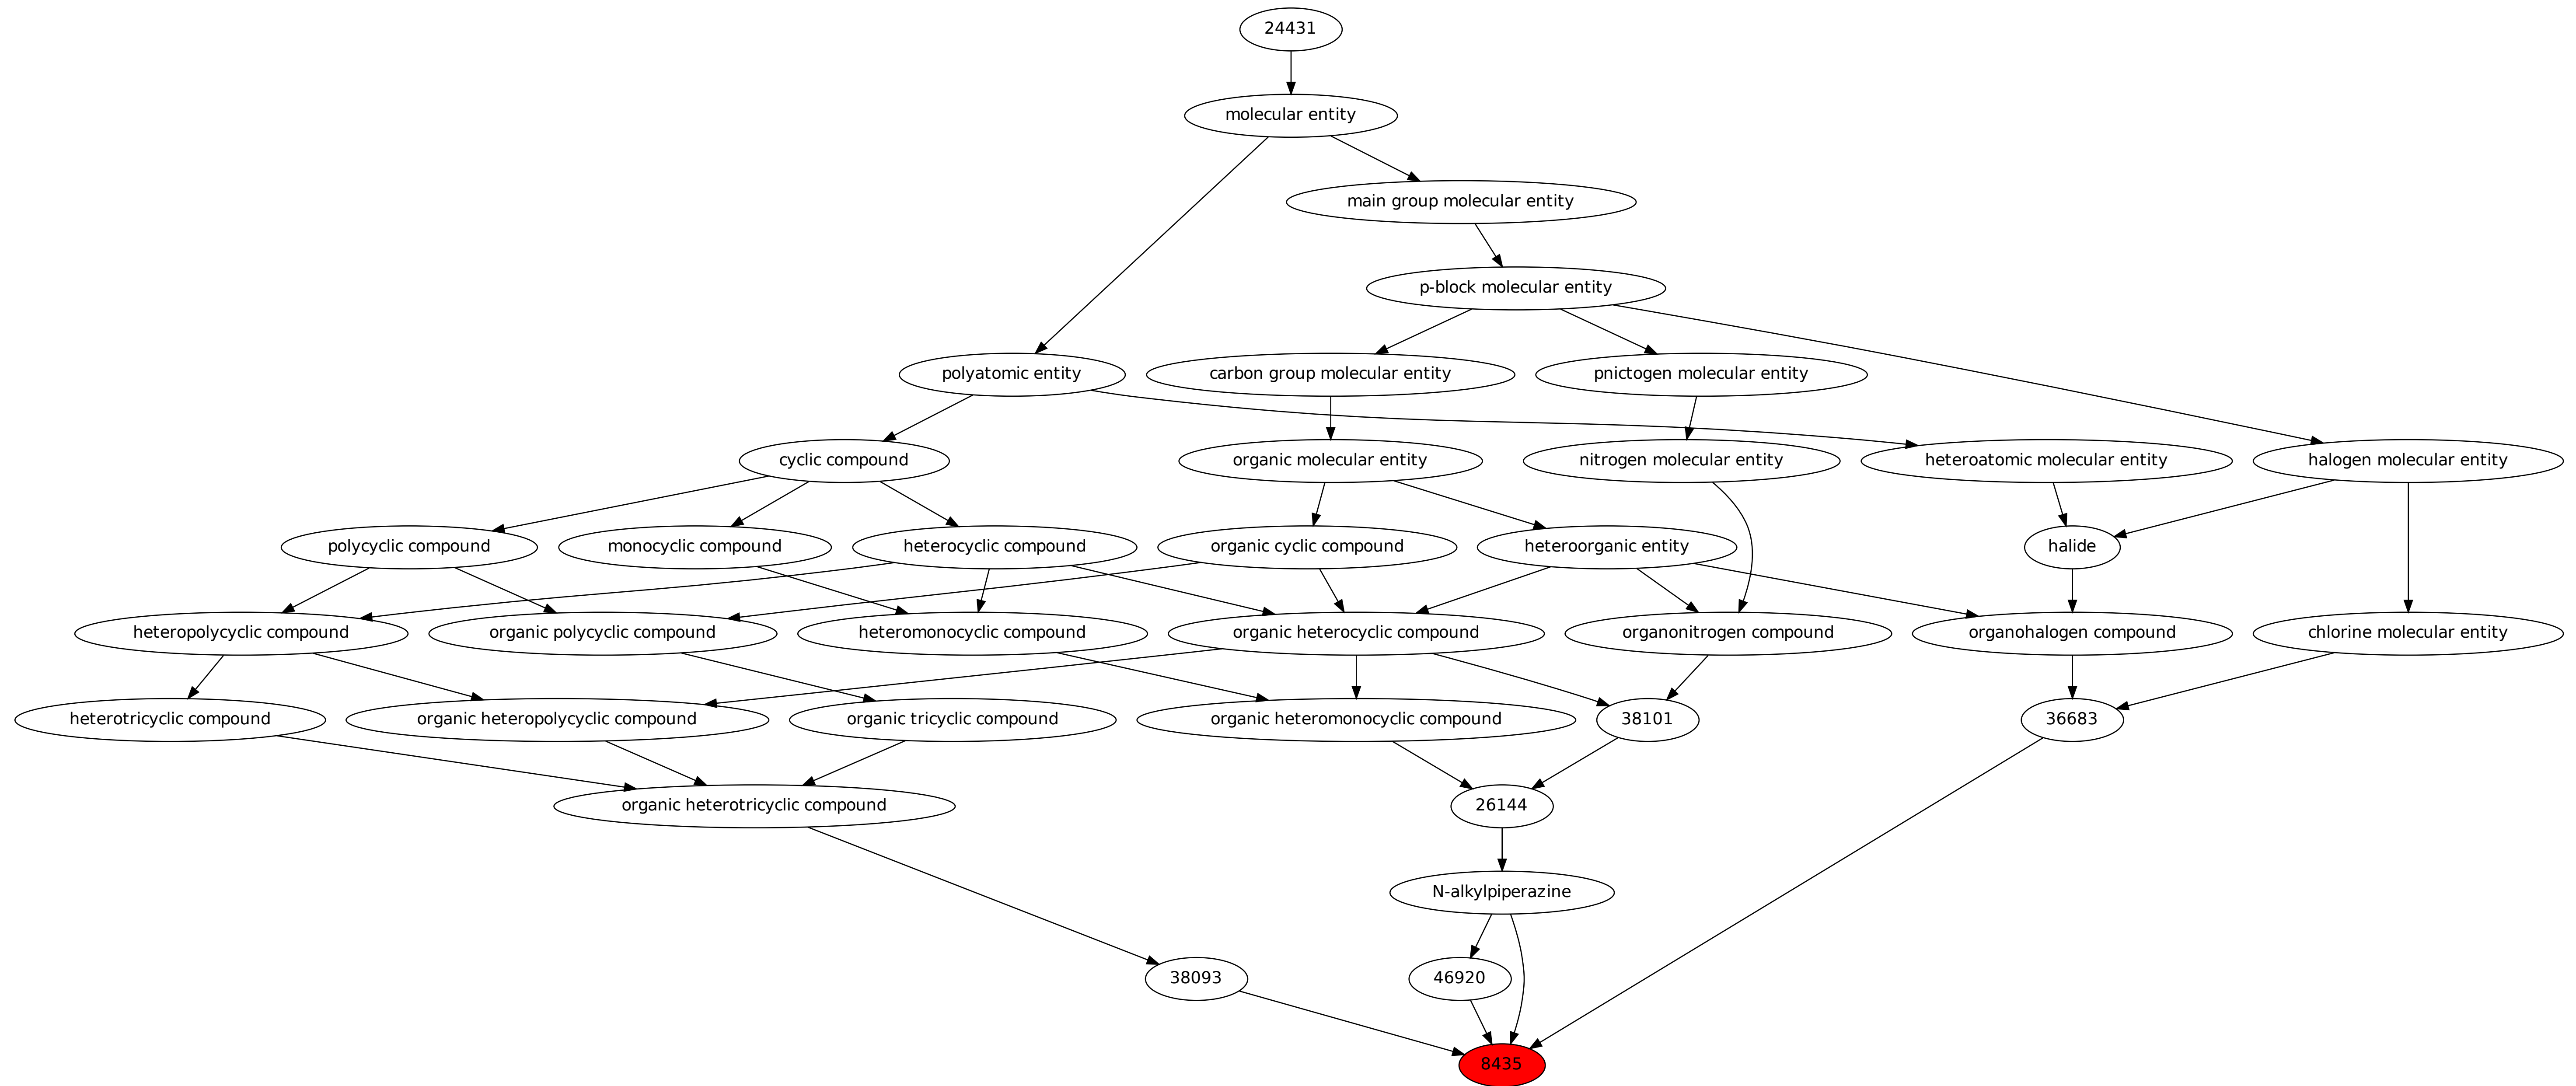 24431
molecular entity
main group molecular entity
p-block molecular entity
polyatomic entity
carbon group molecular entity
pnictogen molecular entity
cyclic compound
organic molecular entity
nitrogen molecular entity
heteroatomic molecular entity
halogen molecular entity
polycyclic compound
monocyclic compound
heterocyclic compound
organic cyclic compound
heteroorganic entity
halide
heteropolycyclic compound
organic polycyclic compound
heteromonocyclic compound
organic heterocyclic compound
organonitrogen compound
organohalogen compound
chlorine molecular entity
heterotricyclic compound
organic heteropolycyclic compound
organic tricyclic compound
organic heteromonocyclic compound
38101
36683
organic heterotricyclic compound
26144
N-alkylpiperazine
38093
46920
8435